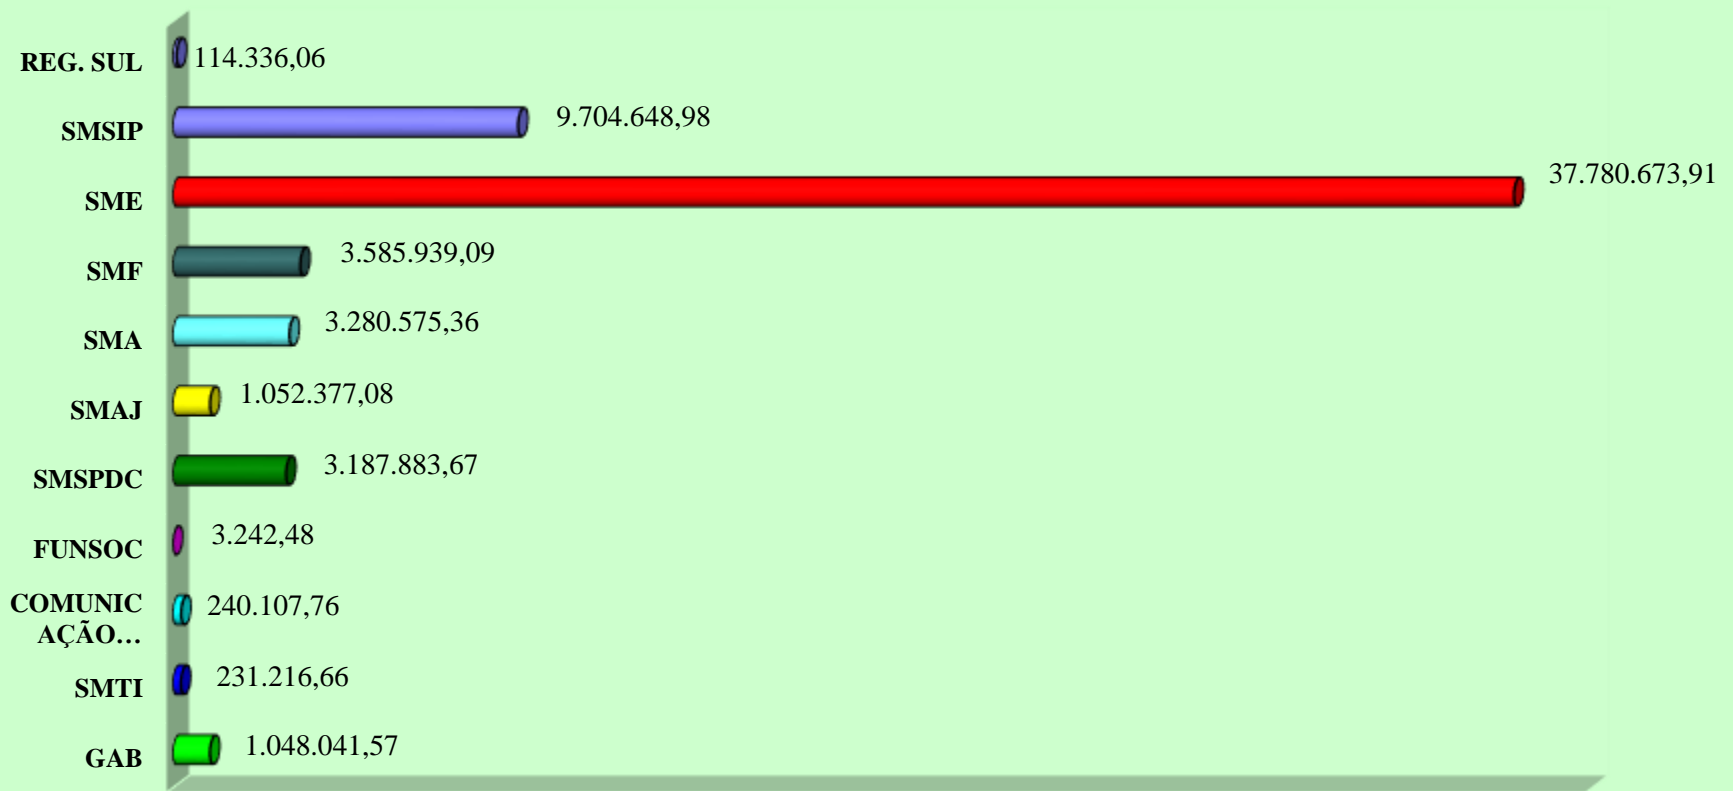 REG. SUL 114.336,06
SMSIP 9.704.648,98
SME 37.780.673,91
SMF 3.585.939,09
SMA 3.280.575,36
SMAJ 1.052.377,08
SMSPDC 3.187.883,67
FUNSOC 3.242,48
COMUNIC 240.107,76
AÇÃO…
SMTI 231.216,66
GAB 1.048.041,57